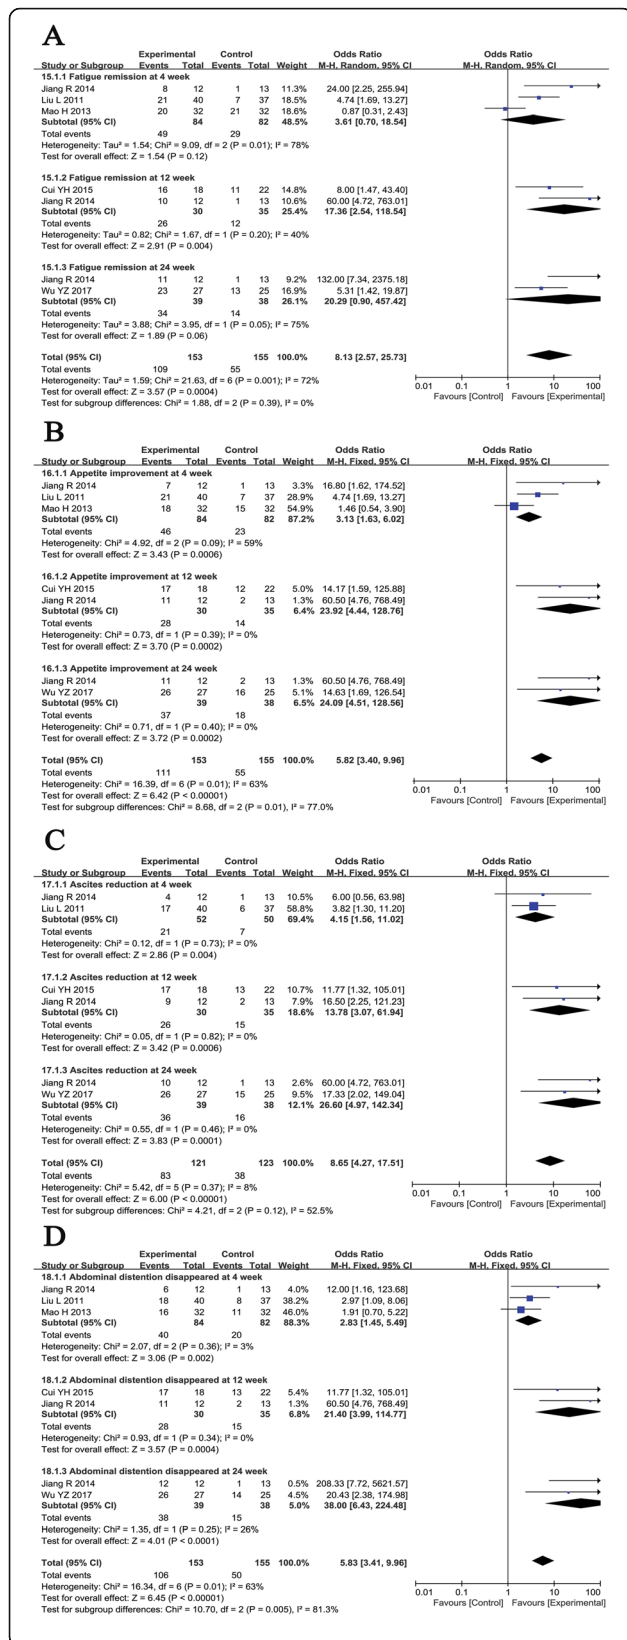 A
Experimental Control Odds Ratio Odds Ratio
Study or Subgroup Events Total Events Total Weight M-H, Random, 95% CI M-H, Random, 95% CI
15.1.1 Fatigue remission at 4 week
Jiang R 2014 8 12 1 13 11.3% 24.00 [2.25, 255.94]
Liu L 2011 21 40 7 37 18.5% 4.74 [1.69, 13.27]
Mao H 2013 20 32 21 32 18.7% 0.87 [0.31, 2.43]
Subtotal (95% CI) 84 82 48.5% 3.61 [0.70, 18.54]
Total events 49 29
Heterogeneity: Tau² = 1.54; Chi² = 9.09, df = 2 (P = 0.01); I² = 78%
Test for overall effect: Z = 1.54 (P = 0.12)
15.1.2 Fatigue remission at 12 week
Cui YH 2015 16 18 11 22 14.8% 8.00 [1.47, 43.40]
Jiang R 2014 10 12 1 13 10.6% 60.00 [4.72, 763.01]
Subtotal (95% CI) 30 35 25.4% 17.36 [2.54, 118.54]
Total events 26 12
Heterogeneity: Tau² = 0.82; Chi² = 1.67, df = 1 (P = 0.20); I² = 40%
Test for overall effect: Z = 2.91 (P = 0.004)
15.1.3 Fatigue remission at 24 week
Jiang R 2014 11 12 1 13 9.2% 132.00 [7.34, 2375.18]
Wu YZ 2017 23 27 13 25 16.9% 5.31 [1.42, 19.87]
Subtotal (95% CI) 39 38 26.1% 20.29 [0.90, 457.42]
Total events 34 14
Heterogeneity: Tau² = 3.88; Chi² = 3.95, df = 1 (P = 0.05); I² = 75%
Test for overall effect: Z = 1.89 (P = 0.06)
Total (95% CI) 153 155 100.0% 8.13 [2.57, 25.73]
Total events 109 55
Heterogeneity: Tau² = 1.59; Chi² = 21.63, df = 6 (P = 0.001); I² = 72%
Test for overall effect: Z = 3.57 (P = 0.0004)
Test for subgroup differences: Chi² = 1.88, df = 2 (P = 0.39), I² = 0%
0.01 0.1 1 10 100
Favours [Control] Favours [Experimental]
B
Experimental Control Odds Ratio Odds Ratio
Study or Subgroup Events Total Events Total Weight M-H, Fixed, 95% CI M-H, Fixed, 95% CI
16.1.1 Appetite improvement at 4 week
Jiang R 2014 7 12 1 13 3.3% 16.80 [1.62, 174.52]
Liu L 2011 21 40 7 37 28.9% 4.74 [1.69, 13.27]
Mao H 2013 18 32 15 32 54.9% 1.46 [0.54, 3.90]
Subtotal (95% CI) 84 82 87.2% 3.13 [1.63, 6.02]
Total events 46 23
Heterogeneity: Chi² = 4.92, df = 2 (P = 0.09); I² = 59%
Test for overall effect: Z = 3.43 (P = 0.0006)
16.1.2 Appetite improvement at 12 week
Cui YH 2015 17 18 12 22 5.0% 14.17 [1.59, 125.88]
Jiang R 2014 11 12 2 13 1.3% 60.50 [4.76, 768.49]
Subtotal (95% CI) 30 35 6.4% 23.92 [4.44, 128.76]
Total events 28 14
Heterogeneity: Chi² = 0.73, df = 1 (P = 0.39); I² = 0%
Test for overall effect: Z = 3.70 (P = 0.0002)
16.1.3 Appetite improvement at 24 week
Jiang R 2014 11 12 2 13 1.3% 60.50 [4.76, 768.49]
Wu YZ 2017 26 27 16 25 5.1% 14.63 [1.69, 126.54]
Subtotal (95% CI) 39 38 6.5% 24.09 [4.51, 128.56]
Total events 37 18
Heterogeneity: Chi² = 0.71, df = 1 (P = 0.40); I² = 0%
Test for overall effect: Z = 3.72 (P = 0.0002)
Total (95% CI) 153 155 100.0% 5.82 [3.40, 9.96]
Total events 111 55
Heterogeneity: Chi² = 16.39, df = 6 (P = 0.01); I² = 63%
Test for overall effect: Z = 6.42 (P < 0.00001)
Test for subgroup differences: Chi² = 8.68, df = 2 (P = 0.01), I² = 77.0%
0.01 0.1 1 10 100
Favours [Control] Favours [Experimental]
C
Experimental Control Odds Ratio Odds Ratio
Study or Subgroup Events Total Events Total Weight M-H, Fixed, 95% CI M-H, Fixed, 95% CI
17.1.1 Ascites reduction at 4 week
Jiang R 2014 4 12 1 13 10.5% 6.00 [0.56, 63.98]
Liu L 2011 17 40 6 37 58.8% 3.82 [1.30, 11.20]
Subtotal (95% CI) 52 50 69.4% 4.15 [1.56, 11.02]
Total events 21 7
Heterogeneity: Chi² = 0.12, df = 1 (P = 0.73); I² = 0%
Test for overall effect: Z = 2.86 (P = 0.004)
17.1.2 Ascites reduction at 12 week
Cui YH 2015 17 18 13 22 10.7% 11.77 [1.32, 105.01]
Jiang R 2014 9 12 2 13 7.9% 16.50 [2.25, 121.23]
Subtotal (95% CI) 30 35 18.6% 13.78 [3.07, 61.94]
Total events 26 15
Heterogeneity: Chi² = 0.05, df = 1 (P = 0.82); I² = 0%
Test for overall effect: Z = 3.42 (P = 0.0006)
17.1.3 Ascites reduction at 24 week
Jiang R 2014 10 12 1 13 2.6% 60.00 [4.72, 763.01]
Wu YZ 2017 26 27 15 25 9.5% 17.33 [2.02, 149.04]
Subtotal (95% CI) 39 38 12.1% 26.60 [4.97, 142.34]
Total events 36 16
Heterogeneity: Chi² = 0.55, df = 1 (P = 0.46); I² = 0%
Test for overall effect: Z = 3.83 (P = 0.0001)
Total (95% CI) 121 123 100.0% 8.65 [4.27, 17.51]
Total events 83 38
Heterogeneity: Chi² = 5.42, df = 5 (P = 0.37); I² = 8%
Test for overall effect: Z = 6.00 (P < 0.00001)
Test for subgroup differences: Chi² = 4.21, df = 2 (P = 0.12), I² = 52.5%
0.01 0.1 1 10 100
Favours [Control] Favours [Experimental]
D
Experimental Control Odds Ratio Odds Ratio
Study or Subgroup Events Total Events Total Weight M-H, Fixed, 95% CI M-H, Fixed, 95% CI
18.1.1 Abdominal distention disappeared at 4 week
Jiang R 2014 6 12 1 13 4.0% 12.00 [1.16, 123.68]
Liu L 2011 18 40 8 37 38.3% 2.97 [1.09, 8.06]
Mao H 2013 16 32 11 32 46.0% 1.91 [0.70, 5.22]
Subtotal (95% CI) 84 82 88.3% 2.83 [1.45, 5.49]
Total events 40 20
Heterogeneity: Chi² = 2.07, df = 2 (P = 0.36); I² = 3%
Test for overall effect: Z = 3.06 (P = 0.002)
18.1.2 Abdominal distention disappeared at 12 week
Cui YH 2015 17 18 13 22 5.4% 11.77 [1.32, 105.01]
Jiang R 2014 11 12 2 13 1.3% 60.50 [4.76, 768.49]
Subtotal (95% CI) 30 35 6.8% 21.40 [3.99, 114.77]
Total events 28 15
Heterogeneity: Chi² = 0.93, df = 1 (P = 0.34); I² = 0%
Test for overall effect: Z = 3.57 (P = 0.0004)
18.1.3 Abdominal distention disappeared at 24 week
Jiang R 2014 12 12 1 13 0.5% 208.33 [7.72, 5621.57]
Wu YZ 2017 26 27 14 25 4.5% 20.43 [2.38, 174.98]
Subtotal (95% CI) 39 38 5.0% 38.00 [6.43, 224.48]
Total events 38 15
Heterogeneity: Chi² = 1.35, df = 1 (P = 0.25); I² = 26%
Test for overall effect: Z = 4.01 (P < 0.0001)
Total (95% CI) 153 155 100.0% 5.83 [3.41, 9.96]
Total events 106 50
Heterogeneity: Chi² = 16.34, df = 6 (P = 0.01); I² = 63%
Test for overall effect: Z = 6.45 (P < 0.00001)
Test for subgroup differences: Chi² = 10.70, df = 2 (P = 0.005), I² = 81.3%
0.01 0.1 1 10 100
Favours [Control] Favours [Experimental]